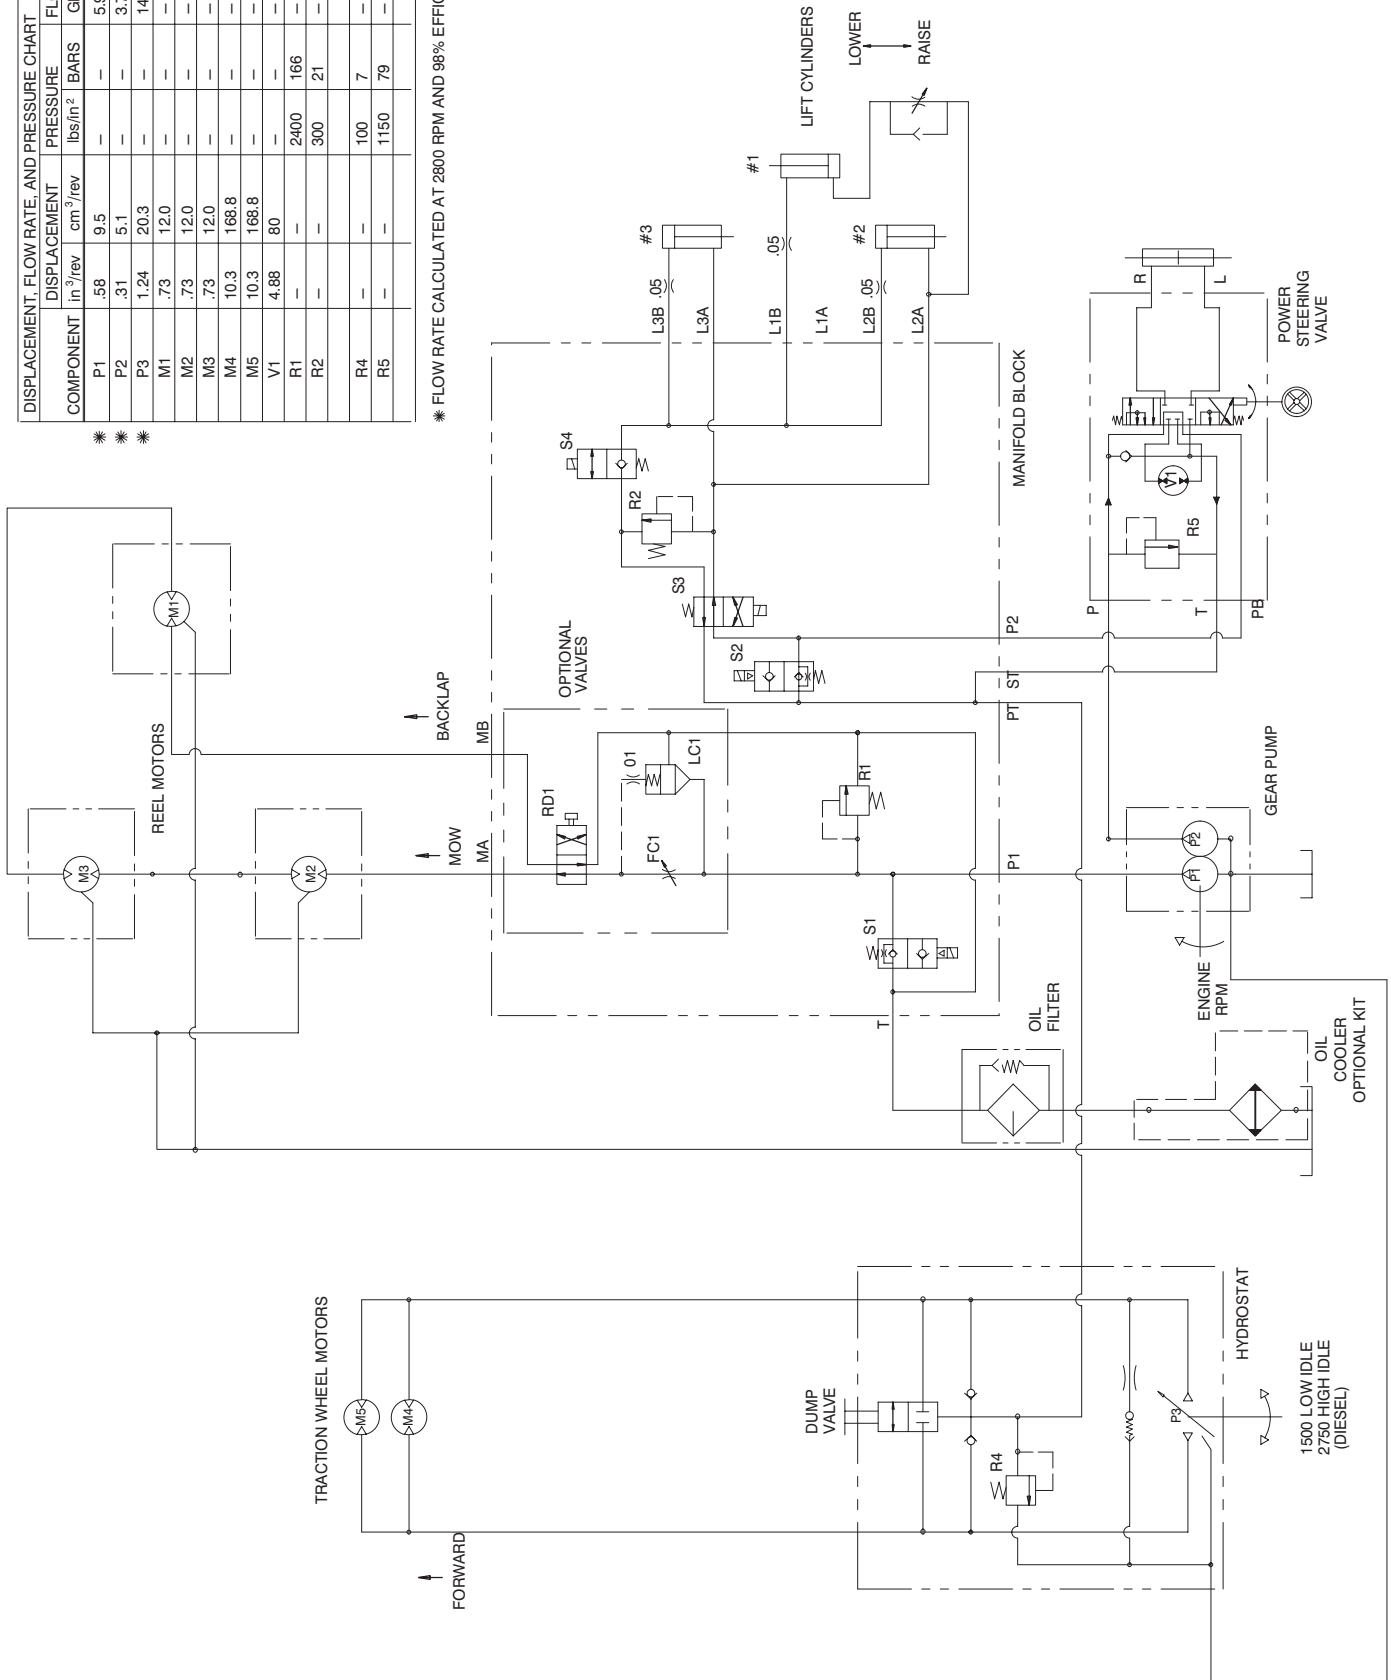 DISPLACEMENT, FLOW RATE, AND PRESSURE CHART
COMPONENT DISPLACEMENT PRESSURE
in³/rev cm³/rev lbs/in² BARS
✳ P1 .58 9.5 – –
✳ P2 .31 5.1 – –
✳ P3 1.24 20.3 – –
M1 .73 12.0 – – –
M2 .73 12.0 – – –
M3 .73 12.0 – – –
M4 10.3 168.8 – – –
M5 10.3 168.8 – – –
V1 4.88 80 – – –
R1 – – 2400 166 –
R2 – – 300 21 –
R4 – – 100 7 –
R5 – – 1150 79 –
✳ FLOW RATE CALCULATED AT 2800 RPM AND 98%
REEL MOTORS
M1
M3
M2
MOW
MA
BACKLAP
MB
OPTIONAL
VALVES
RD1
FC1
01
LC1
R1
S1
S2
S3
S4
R2
T
P1
PT
ST
P2
MANIFOLD BLOCK
L3B .05
L3A
L1B
.05
L1A
L2B .05
L2A
#3
#1
#2
LIFT CYLINDERS
LOWER
RAISE
R
L
V1
R5
P
T
PB
POWER
STEERING
VALVE
GEAR PUMP
P1
P2
ENGINE
RPM
OIL
FILTER
OIL
COOLER
OPTIONAL KIT
TRACTION WHEEL MOTORS
M5
M4
FORWARD
DUMP
VALVE
R4
P3
HYDROSTAT
1500 LOW IDLE
2750 HIGH IDLE
(DIESEL)